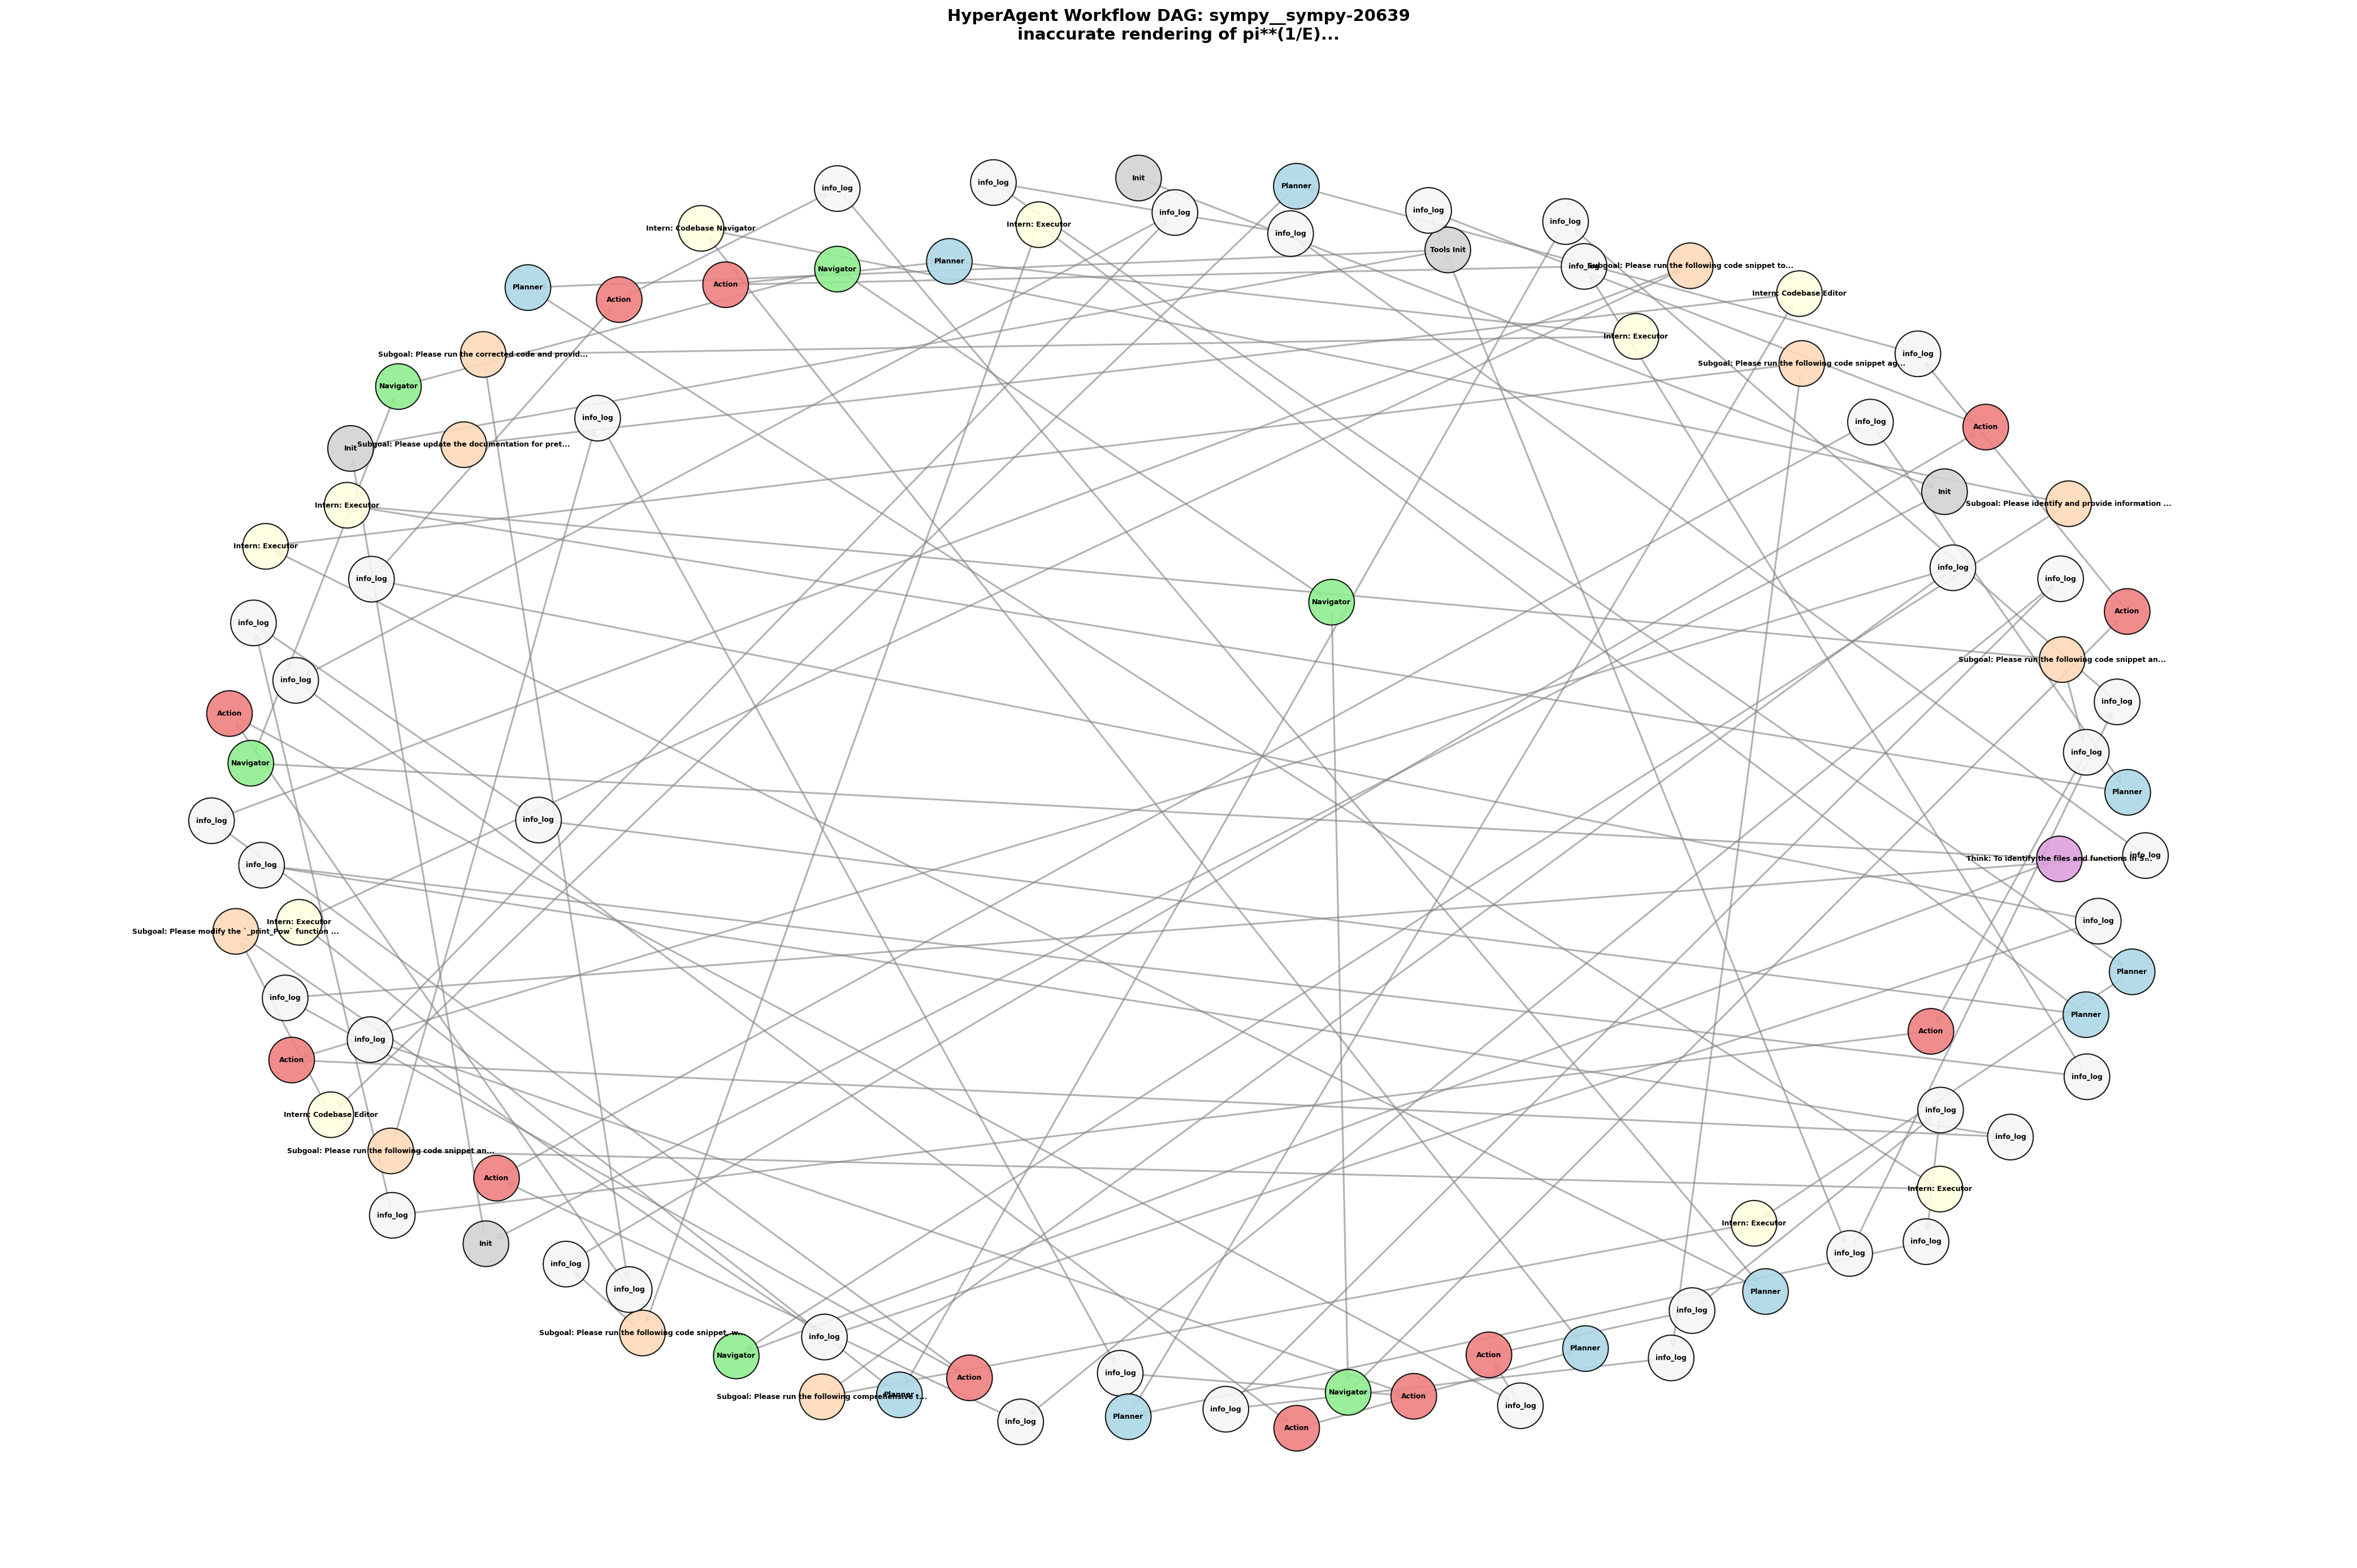 HyperAgent Workflow DAG: sympy__sympy-20639
inaccurate rendering of pi**(1/E)...
Init
info_log
Planner
info_log
info_log
info_log
info_log
Intern: Executor
Intern: Codebase Navigator
info_log
Tools Init
Planner
Subgoal: Please run the following code snippet to...
Navigator
Action
Planner
Intern: Codebase Editor
Action
Intern: Executor
Subgoal: Please run the corrected code and provid...
info_log
Subgoal: Please run the following code snippet ag...
Navigator
info_log
info_log
Action
Init
Subgoal: Please update the documentation for pret...
Init
Subgoal: Please identify and provide information ...
Intern: Executor
Intern: Executor
info_log
info_log
info_log
Navigator
Action
info_log
Subgoal: Please run the following code snippet an...
info_log
info_log
Action
info_log
Navigator
Planner
info_log
info_log
Think: To identify the files and functions in S...
info_log
info_log
Intern: Executor
info_log
Subgoal: Please modify the `_print_Pow` function ...
Planner
info_log
Planner
Action
info_log
Action
info_log
info_log
Intern: Codebase Editor
info_log
Subgoal: Please run the following code snippet an...
Action
Intern: Executor
info_log
Intern: Executor
info_log
Init
info_log
info_log
info_log
Planner
info_log
Subgoal: Please run the following code snippet, w...
info_log
Planner
Navigator
Action
info_log
info_log
Action
Navigator
Planner
Subgoal: Please run the following comprehensive t...
Action
info_log
info_log
Planner
info_log
Action